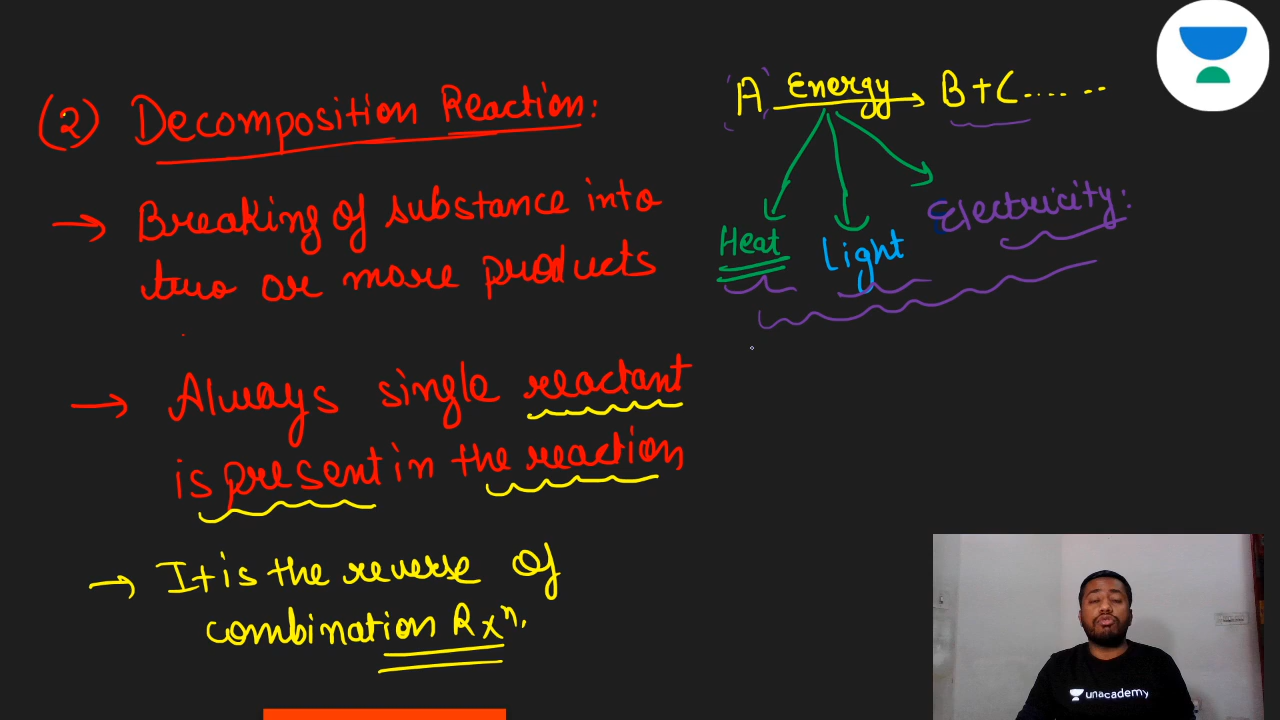 (2) Decomposition Reaction:
→ Breaking of substance into
two or more products
→ Always single reactant
is present in the reaction
→ It is the reverse of
combination Rxⁿ.
A Energy → B + C ......
Heat Light Electricity:
unacademy